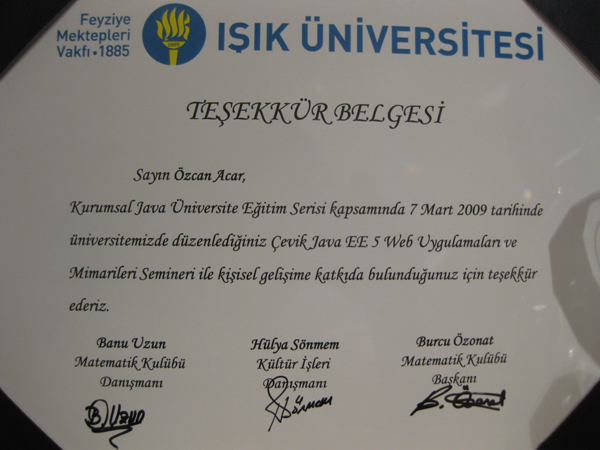 Feyziye
Mektepleri
Vakfı • 1885
IŞIK ÜNİVERSİTESİ
TEŞEKKÜR BELGESİ
Sayın Özcan Acar,
Kurumsal Java Üniversite Eğitim Serisi kapsamında 7 Mart 2009 tarihinde
üniversitemizde düzenlediğiniz Çevik Java EE 5 Web Uygulamaları ve
Mimarileri Semineri ile kişisel gelişime katkıda bulunduğunuz için teşekkür
ederiz.
Banu Uzun
Matematik Kulübü
Danışmanı
B. Uzun
Hülya Sönmem
Kültür İşleri
Danışmanı
Sönmem
Burcu Özonat
Matematik Kulübü
Başkanı
B. Özonat